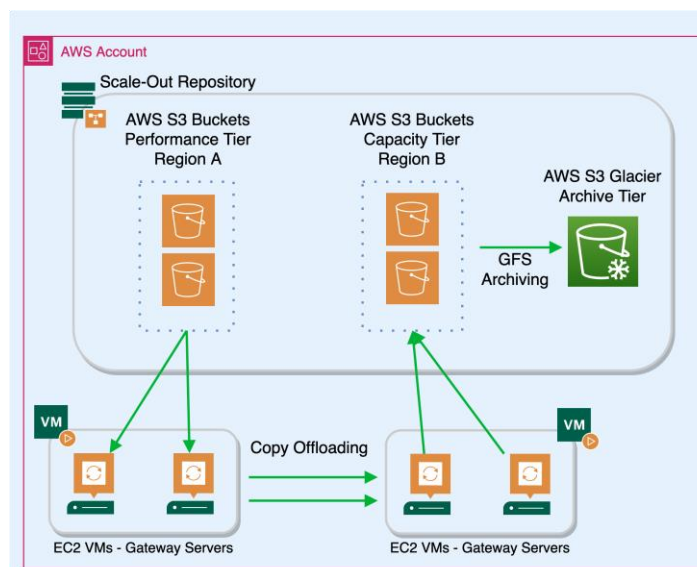 AWS Account
Scale-Out Repository
AWS S3 Buckets
Performance Tier
Region A
AWS S3 Buckets
Capacity Tier
Region B
AWS S3 Glacier
Archive Tier
GFS
Archiving
VM
VM
Copy Offloading
EC2 VMs - Gateway Servers
EC2 VMs - Gateway Servers